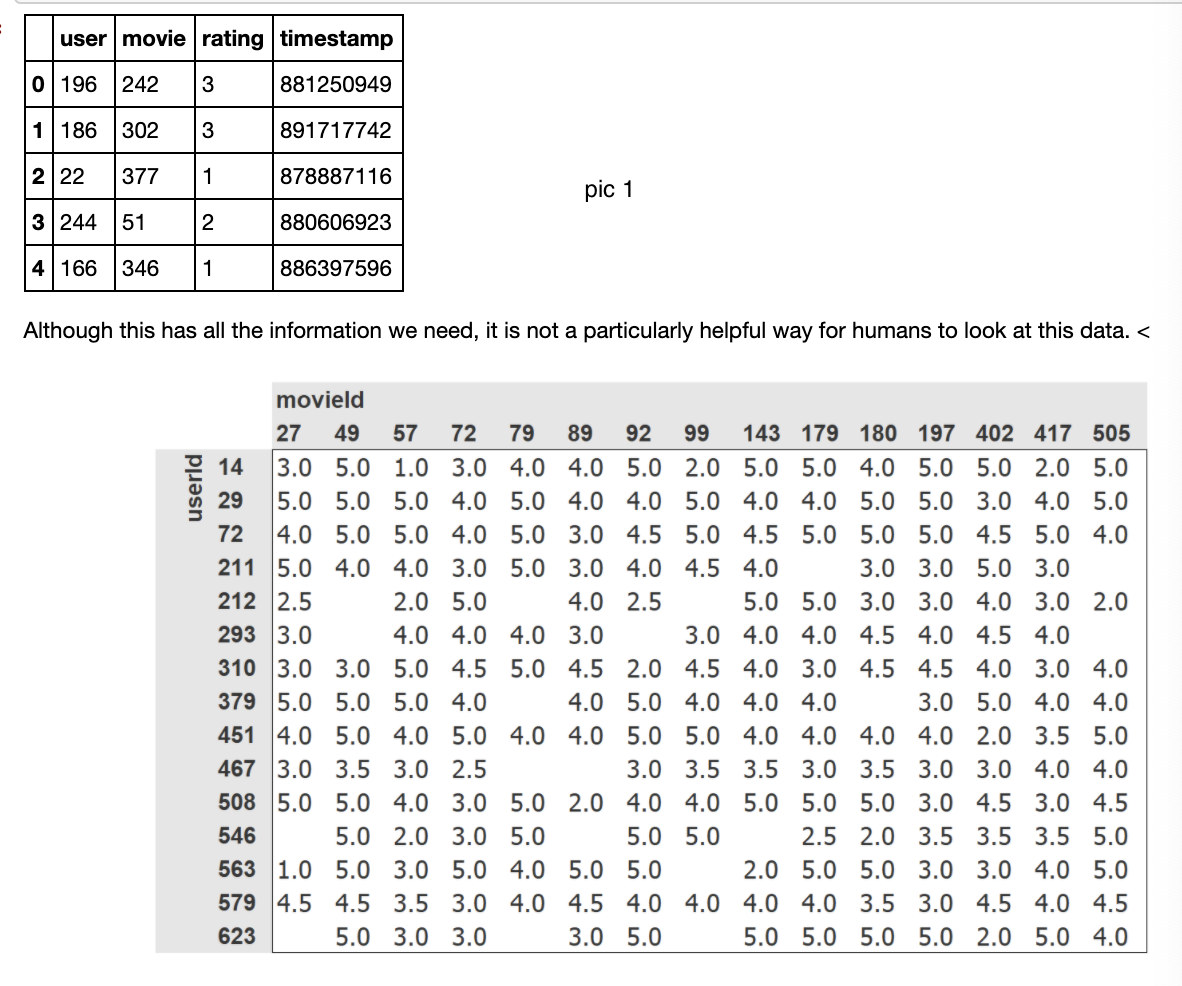 user movie rating timestamp
0 196 242 3 881250949
1 186 302 3 891717742
2 22 377 1 878887116
3 244 51 2 880606923
4 166 346 1 886397596
pic 1
Although this has all the information we need, it is not a particularly helpful way for humans to look at this data. <
movieId
27 49 57 72 79 89 92 99 143 179 180 197 402 417 505
userId
14 3.0 5.0 1.0 3.0 4.0 4.0 5.0 2.0 5.0 5.0 4.0 5.0 5.0 2.0 5.0
29 5.0 5.0 5.0 4.0 5.0 4.0 4.0 5.0 4.0 4.0 5.0 5.0 3.0 4.0 5.0
72 4.0 5.0 5.0 4.0 5.0 3.0 4.5 5.0 4.5 5.0 5.0 5.0 4.5 5.0 4.0
211 5.0 4.0 4.0 3.0 5.0 3.0 4.0 4.5 4.0 3.0 3.0 5.0 3.0
212 2.5 2.0 5.0 4.0 2.5 5.0 5.0 3.0 3.0 4.0 3.0 2.0
293 3.0 4.0 4.0 4.0 3.0 3.0 4.0 4.0 4.5 4.0 4.5 4.0
310 3.0 3.0 5.0 4.5 5.0 4.5 2.0 4.5 4.0 3.0 4.5 4.5 4.0 3.0 4.0
379 5.0 5.0 5.0 4.0 4.0 5.0 4.0 4.0 4.0 3.0 5.0 4.0 4.0
451 4.0 5.0 4.0 5.0 4.0 4.0 5.0 5.0 4.0 4.0 4.0 4.0 2.0 3.5 5.0
467 3.0 3.5 3.0 2.5 3.0 3.5 3.5 3.0 3.5 3.0 3.0 4.0 4.0
508 5.0 5.0 4.0 3.0 5.0 2.0 4.0 4.0 5.0 5.0 5.0 3.0 4.5 3.0 4.5
546 5.0 2.0 3.0 5.0 5.0 5.0 2.5 2.0 3.5 3.5 3.5 5.0
563 1.0 5.0 3.0 5.0 4.0 5.0 5.0 2.0 5.0 5.0 3.0 3.0 4.0 5.0
579 4.5 4.5 3.5 3.0 4.0 4.5 4.0 4.0 4.0 4.0 3.5 3.0 4.5 4.0 4.5
623 5.0 3.0 3.0 3.0 5.0 5.0 5.0 5.0 5.0 2.0 5.0 4.0